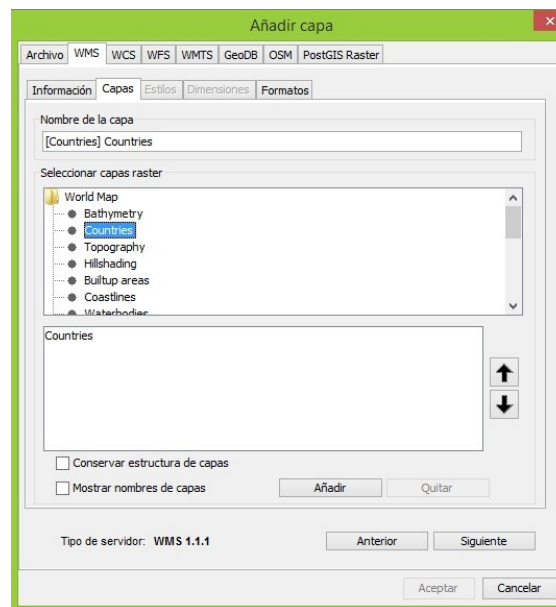 Añadir capa
x
Archivo WMS WCS WFS WMTS GeoDB OSM PostGIS Raster
Información Capas Estilos Dimensiones Formatos
Nombre de la capa
[Countries] Countries
Seleccionar capas raster
World Map
Bathymetry
Countries
Topography
Hillshading
Builtup areas
Coastlines
Waterbodies
Countries
Conservar estructura de capas
Mostrar nombres de capas Añadir Quitar
Tipo de servidor: WMS 1.1.1 Anterior Siguiente
Aceptar Cancelar